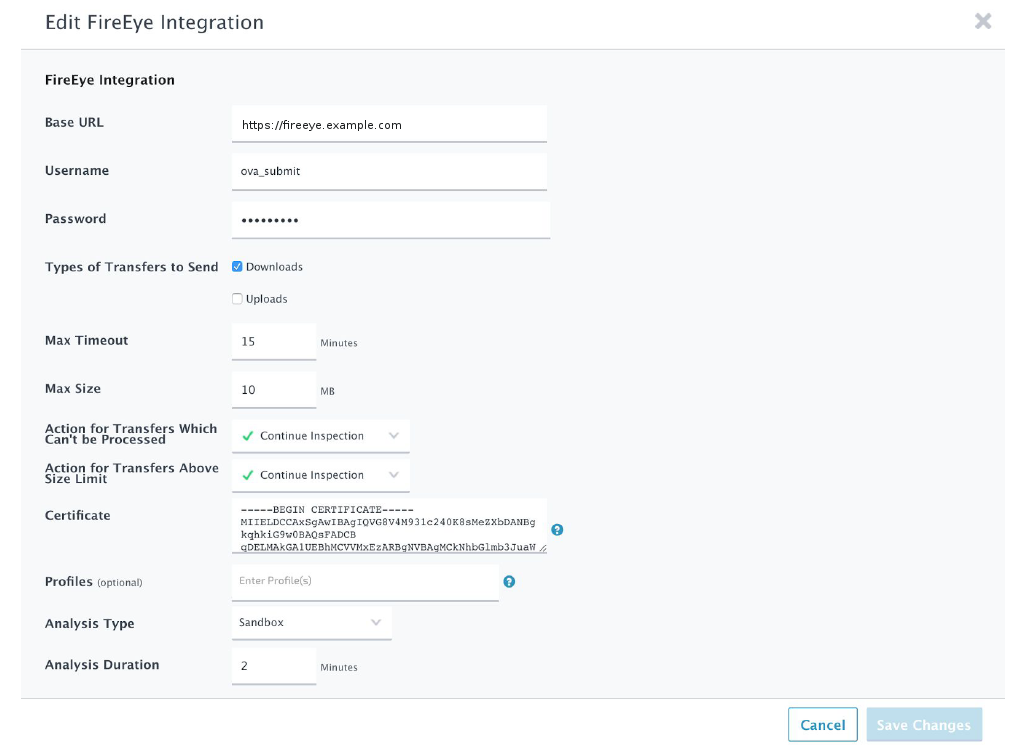 Edit FireEye Integration
FireEye Integration
Base URL
https://fireeye.example.com
Username
ova_submit
Password
•••••••••
Types of Transfers to Send
Downloads
Uploads
Max Timeout
15
Minutes
Max Size
10
MB
Action for Transfers Which
Can't be Processed
Continue Inspection
Action for Transfers Above
Size Limit
Continue Inspection
Certificate
-----BEGIN CERTIFICATE-----
MIIELDCCAxSgAwIBAgIQVG8V4M931c240K8sMeZXbDANBg
kqhkiG9w0BAQsFADCB
qDELMAkGA1UEBhMCVVMxEzARBgNVBAgMCkNhbGlmb3JuaW
Profiles (optional)
Enter Profile(s)
Analysis Type
Sandbox
Analysis Duration
2
Minutes
Cancel
Save Changes